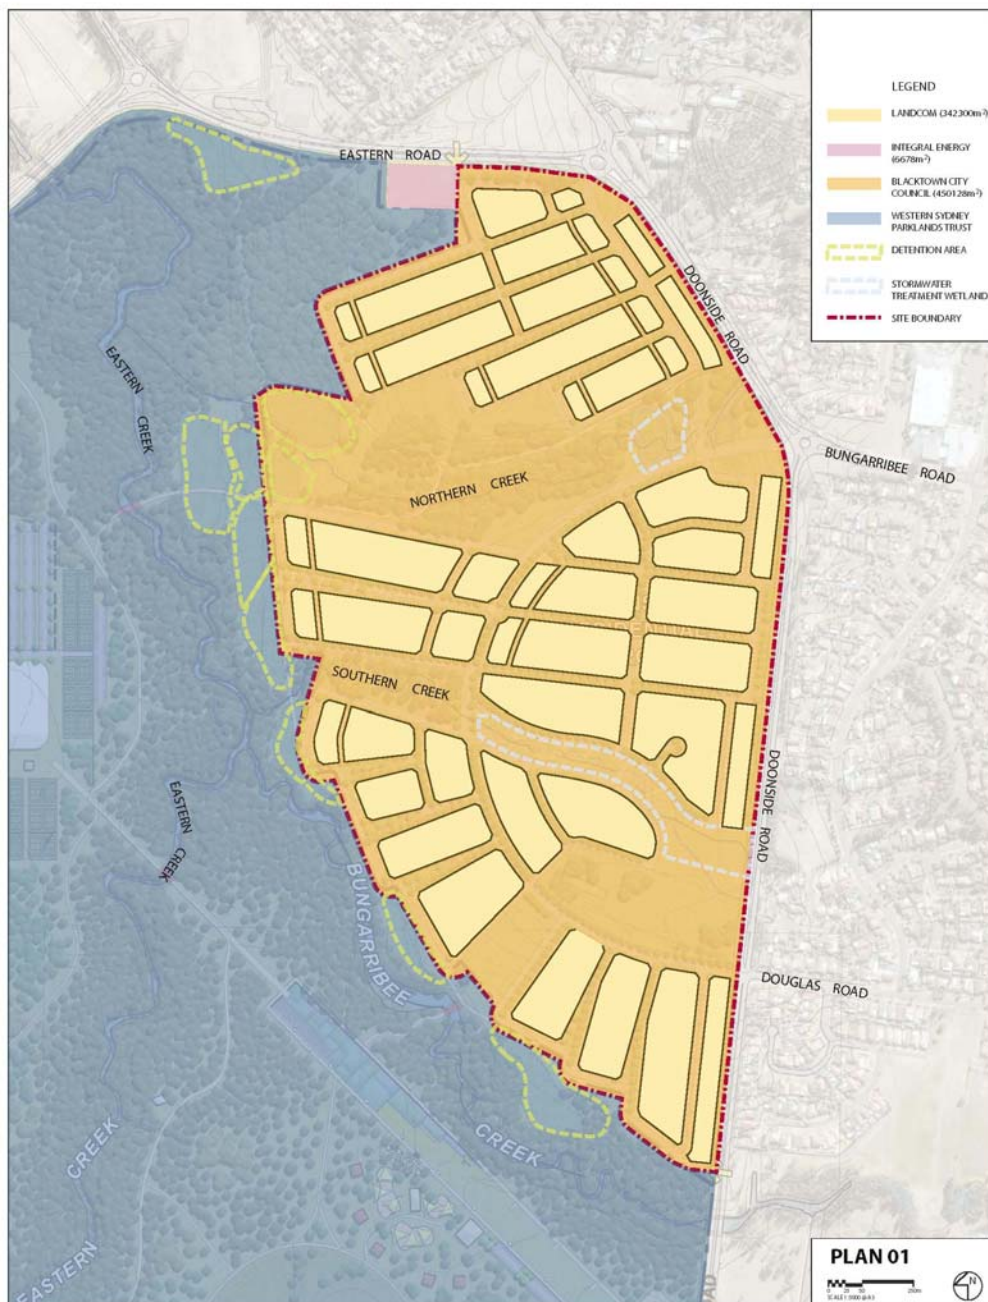 LEGEND
LANDCOM (342300m²)
INTEGRAL ENERGY
(6678m²)
BLACKTOWN CITY
COUNCIL (450128m²)
WESTERN SYDNEY
PARKLANDS TRUST
DETENTION AREA
STORMWATER
TREATMENT WETLAND
SITE BOUNDARY
EASTERN ROAD
DOONSIDE ROAD
EASTERN CREEK
BUNGARRIBEE ROAD
NORTHERN CREEK
SOUTHERN CREEK
DOONSIDE ROAD
EASTERN CREEK
BUNGARRIBEE
CREEK
DOUGLAS ROAD
EASTERN
CREEK
PLAN 01
250m